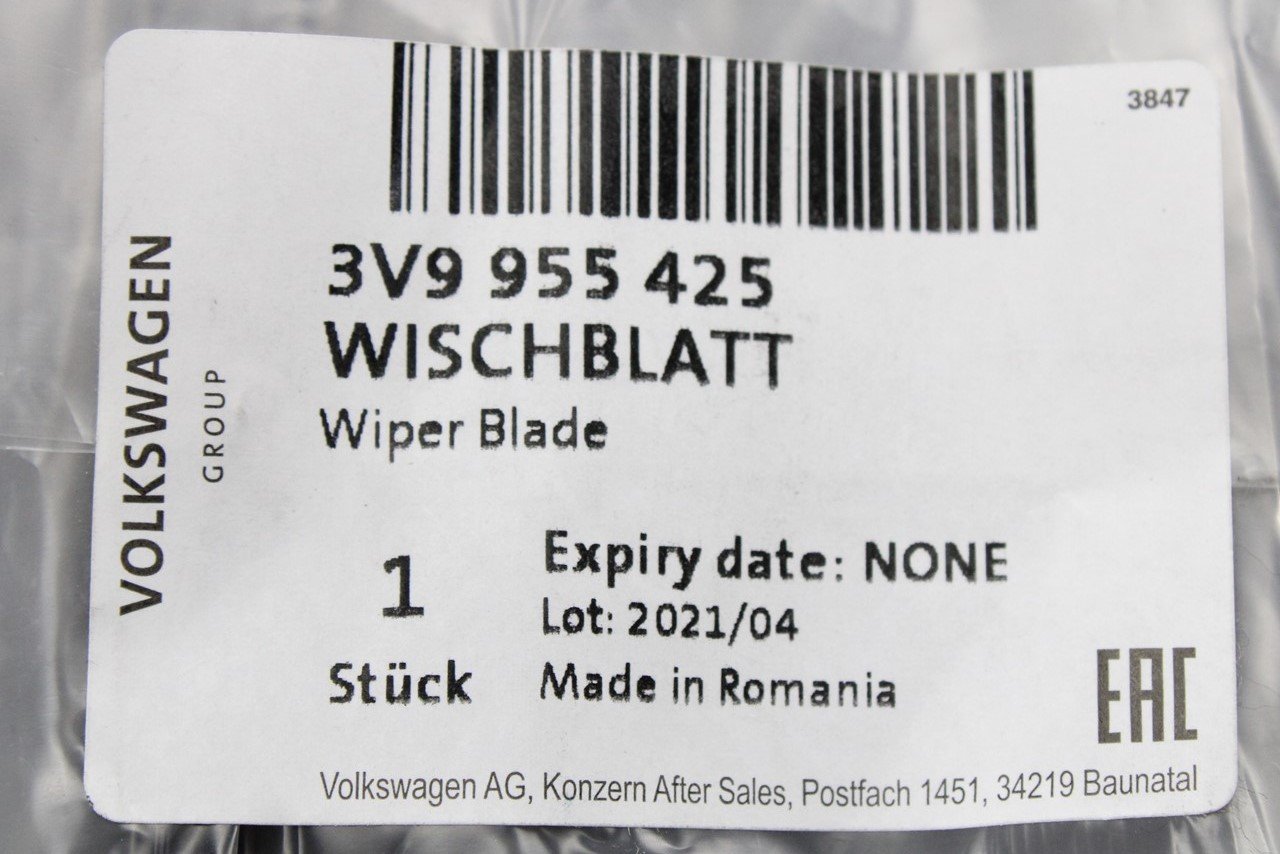 3847
3V9 955 425
WISCHBLATT
Wiper Blade
VOLKSWAGEN
GROUP
1
Stück
Expiry date: NONE
Lot: 2021/04
Made in Romania
EAC
Volkswagen AG, Konzern After Sales, Postfach 1451, 34219 Baunatal